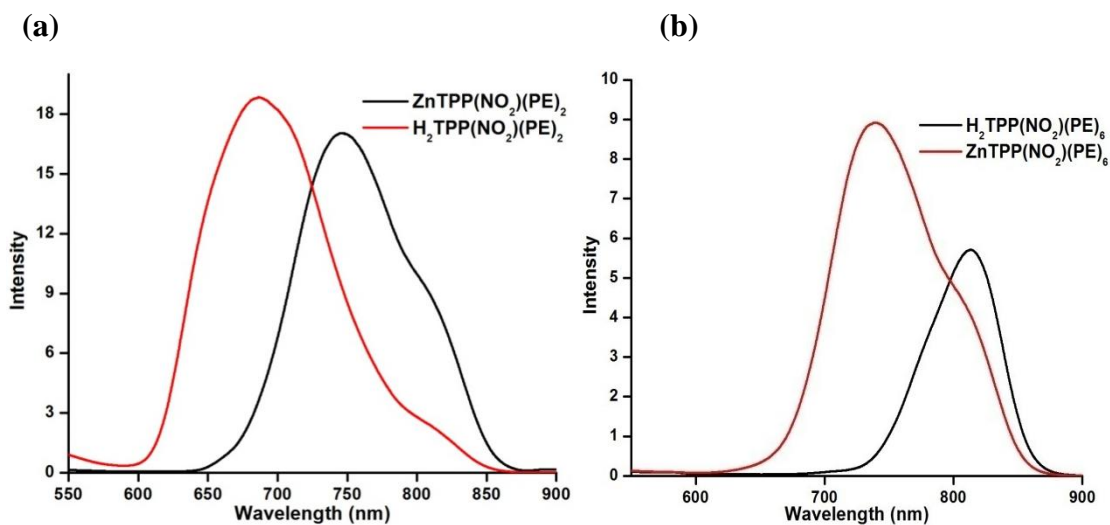 (a)
(b)
ZnTPP(NO₂)(PE)₂
H₂TPP(NO₂)(PE)₂
Intensity
18
15
12
9
6
3
0
550 600 650 700 750 800 850 900
Wavelength (nm)
H₂TPP(NO₂)(PE)₆
ZnTPP(NO₂)(PE)₆
Intensity
10
9
8
7
6
5
4
3
2
1
0
600 700 800 900
Wavelength (nm)